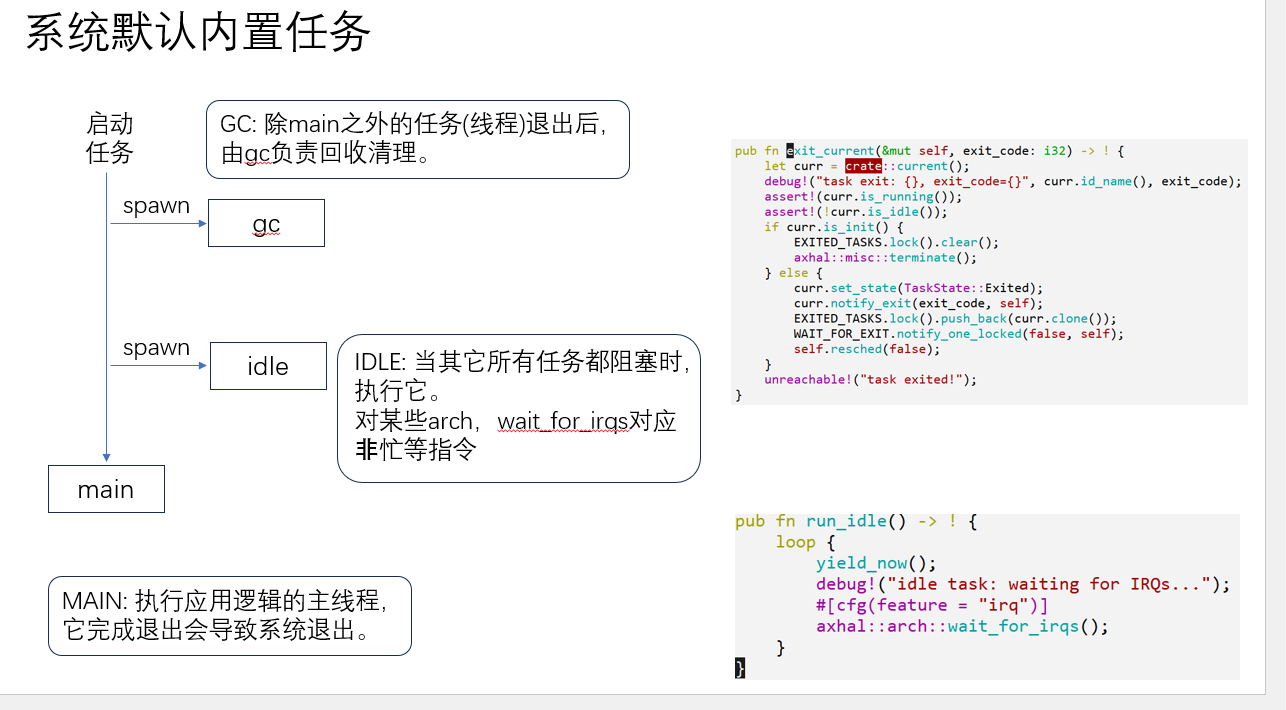 系统默认内置任务
启动
任务
GC: 除main之外的任务(线程)退出后,
由gc负责回收清理。
spawn
gc
spawn
idle
IDLE: 当其它所有任务都阻塞时,
执行它。
对某些arch，wait_for_irqs对应
非忙等指令
main
MAIN: 执行应用逻辑的主线程,
它完成退出会导致系统退出。
pub fn exit_current(&mut self, exit_code: i32) -> ! {
    let curr = crate::current();
    debug!("task exit: {}, exit_code={}", curr.id_name(), exit_code);
    assert!(curr.is_running());
    assert!(!curr.is_idle());
    if curr.is_init() {
        EXITED_TASKS.lock().clear();
        axhal::misc::terminate();
    } else {
        curr.set_state(TaskState::Exited);
        curr.notify_exit(exit_code, self);
        EXITED_TASKS.lock().push_back(curr.clone());
        WAIT_FOR_EXIT.notify_one_locked(false, self);
        self.resched(false);
    }
    unreachable!("task exited!");
}
pub fn run_idle() -> ! {
    loop {
        yield_now();
        debug!("idle task: waiting for IRQs...");
        #[cfg(feature = "irq")]
        axhal::arch::wait_for_irqs();
    }
}